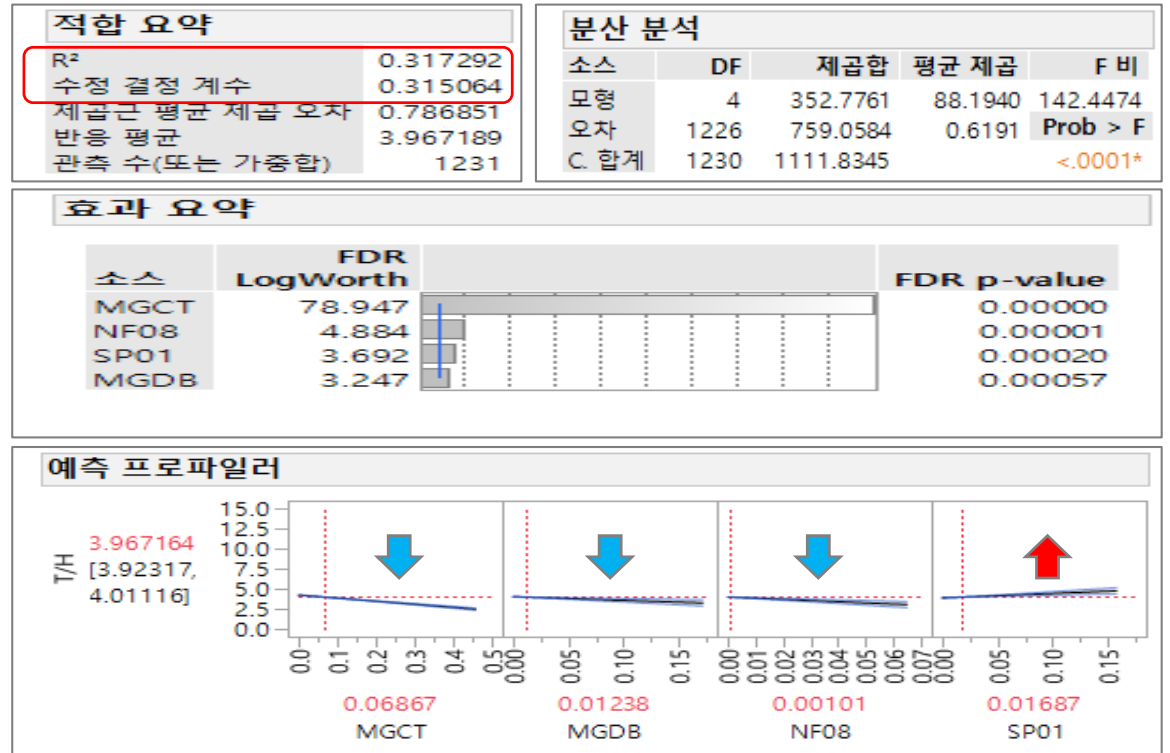 적합 요약
R² 0.317292
수정 결정 계수 0.315064
제곱근 평균 제곱 오차 0.786851
반응 평균 3.967189
관측 수(또는 가중합) 1231
분산 분석
소스 DF 제곱합 평균 제곱 F 비
모형 4 352.7761 88.1940 142.4474
오차 1226 759.0584 0.6191 Prob > F
C. 합계 1230 1111.8345 <.0001*
효과 요약
소스 FDR LogWorth FDR p-value
MGCT 78.947 0.00000
NF08 4.884 0.00001
SP01 3.692 0.00020
MGDB 3.247 0.00057
예측 프로파일러
T/H
3.967164
[3.92317,
4.01116]
15.0
12.5
10.0
7.5
5.0
2.5
0.0
0.0 0.1 0.2 0.3 0.4 0.5 0.00 0.05 0.10 0.15 0.00 0.01 0.02 0.03 0.04 0.05 0.06 0.07 0.00 0.05 0.10 0.15
0.06867 0.01238 0.00101 0.01687
MGCT MGDB NF08 SP01